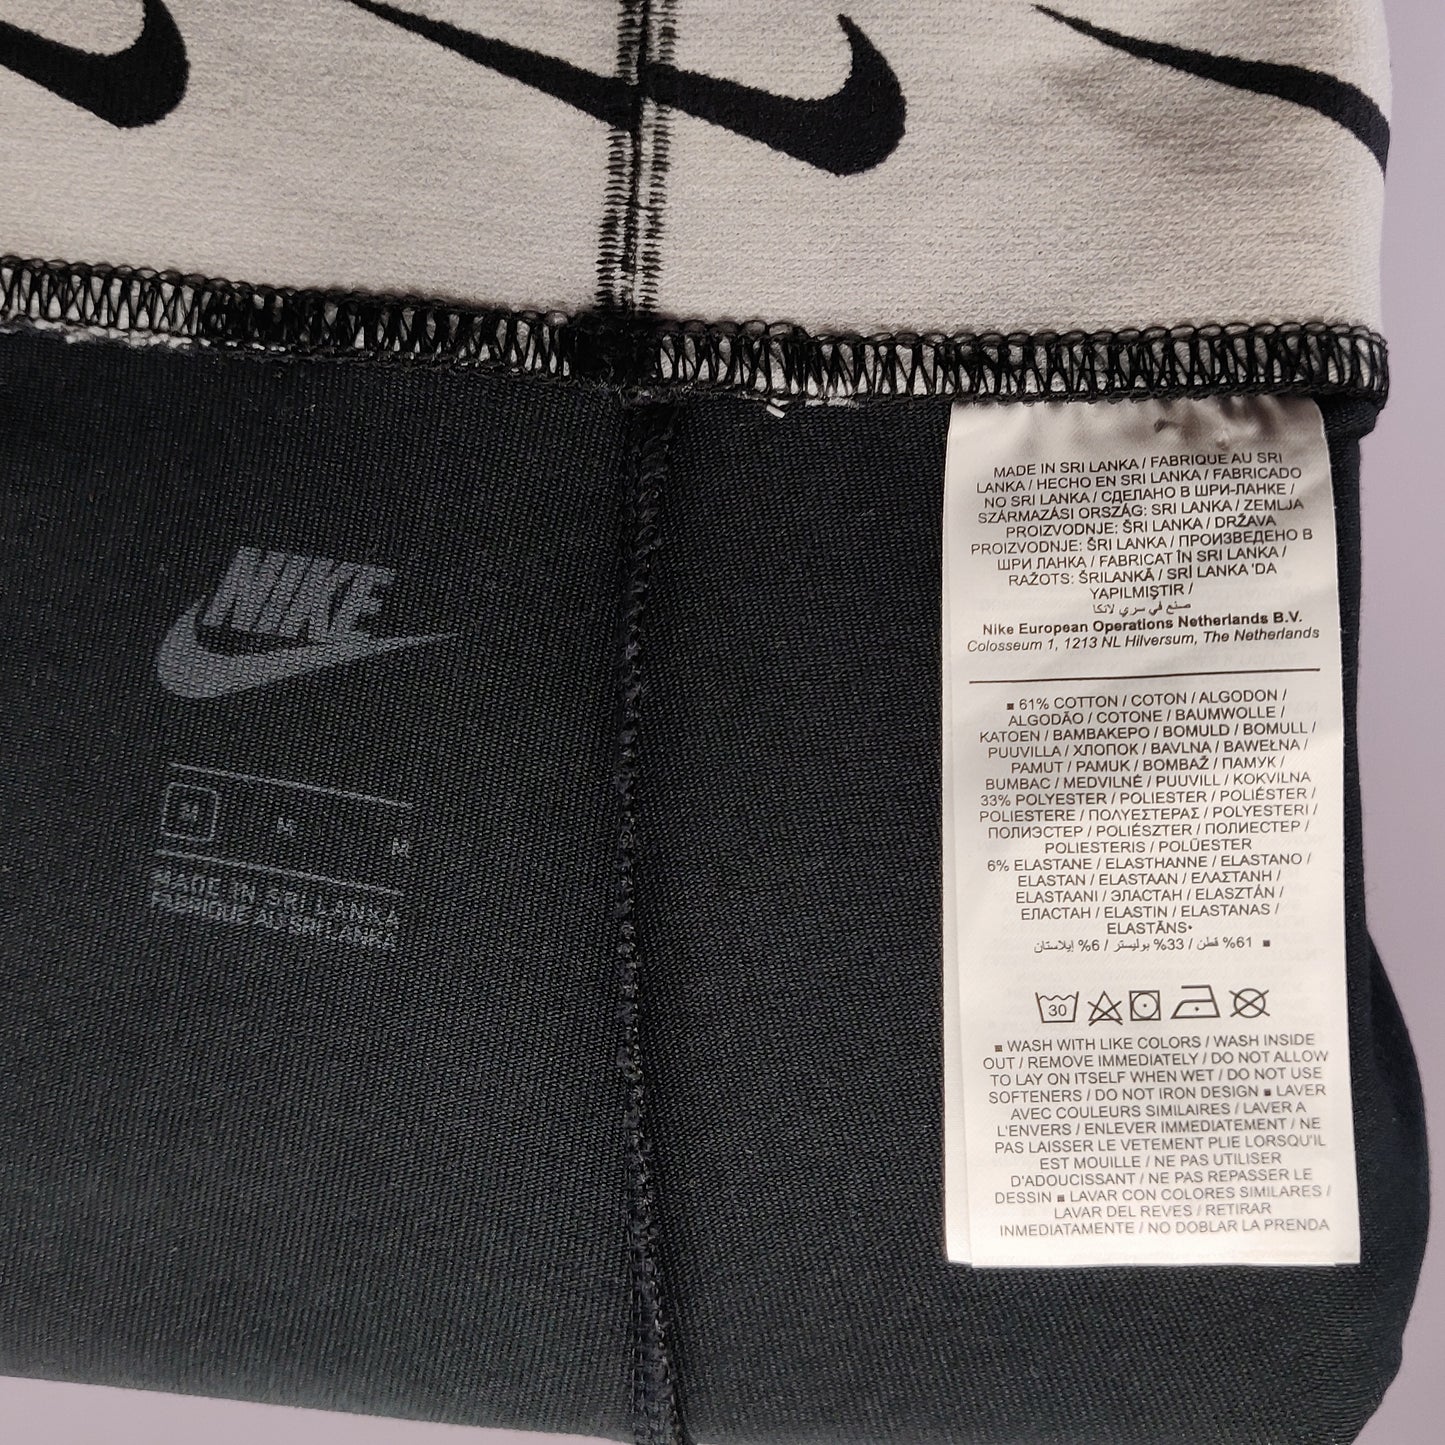 NIKE
M M M
MADE IN SRI LANKA
FABRIQUE AU SRI LANKA
MADE IN SRI LANKA / FABRIQUE AU SRI
LANKA / HECHO EN SRI LANKA / FABRICADO
NO SRI LANKA / СДЕЛАНО В ШРИ-ЛАНКЕ /
SZÁRMAZÁSI ORSZÁG: SRI LANKA / ZEMLJA
PROIZVODNJE: ŠRI LANKA / DRŽAVA
PROIZVODNJE: ŠRI LANKA / ПРОИЗВЕДЕНО В
ШРИ ЛАНКА / FABRICAT ÎN SRI LANKA /
RAŽOTS: ŠRILANKĀ / SRİ LANKA 'DA
YAPILMIŞTIR /
صنع في سري لانكا
Nike European Operations Netherlands B.V.
Colosseum 1, 1213 NL Hilversum, The Netherlands
■ 61% COTTON / COTON / ALGODON /
ALGODÃO / COTONE / BAUMWOLLE /
KATOEN / ΒΑΜΒΑΚΕΡΟ / BOMULD / BOMULL /
PUUVILLA / ХЛОПОК / BAVLNA / BAWEŁNA /
PAMUT / PAMUK / BOMBAŽ / ПАМУК /
BUMBAC / MEDVILNĖ / PUUVILL / KOKVILNA
33% POLYESTER / POLIESTER / POLIÉSTER /
POLIESTERE / ΠΟΛΥΕΣΤΕΡΑΣ / POLYESTERI /
ПОЛИЭСТЕР / POLIÉSZTER / ПОЛИЕСТЕР /
POLIESTERIS / POLÜESTER
6% ELASTANE / ELASTHANNE / ELASTANO /
ELASTAN / ELASTAAN / ΕΛΑΣΤΑΝΗ /
ELASTAANI / ЭЛАСТАН / ELASZTÁN /
ЕЛАСТАН / ELASTIN / ELASTANAS /
ELASTĀNS•
■ 61% قطن / 33% بوليستر / 6% إيلاستان
30
■ WASH WITH LIKE COLORS / WASH INSIDE
OUT / REMOVE IMMEDIATELY / DO NOT ALLOW
TO LAY ON ITSELF WHEN WET / DO NOT USE
SOFTENERS / DO NOT IRON DESIGN ■ LAVER
AVEC COULEURS SIMILAIRES / LAVER A
L'ENVERS / ENLEVER IMMEDIATEMENT / NE
PAS LAISSER LE VETEMENT PLIE LORSQU'IL
EST MOUILLE / NE PAS UTILISER
D'ADOUCISSANT / NE PAS REPASSER LE
DESSIN ■ LAVAR CON COLORES SIMILARES /
LAVAR DEL REVES / RETIRAR
INMEDIATAMENTE / NO DOBLAR LA PRENDA